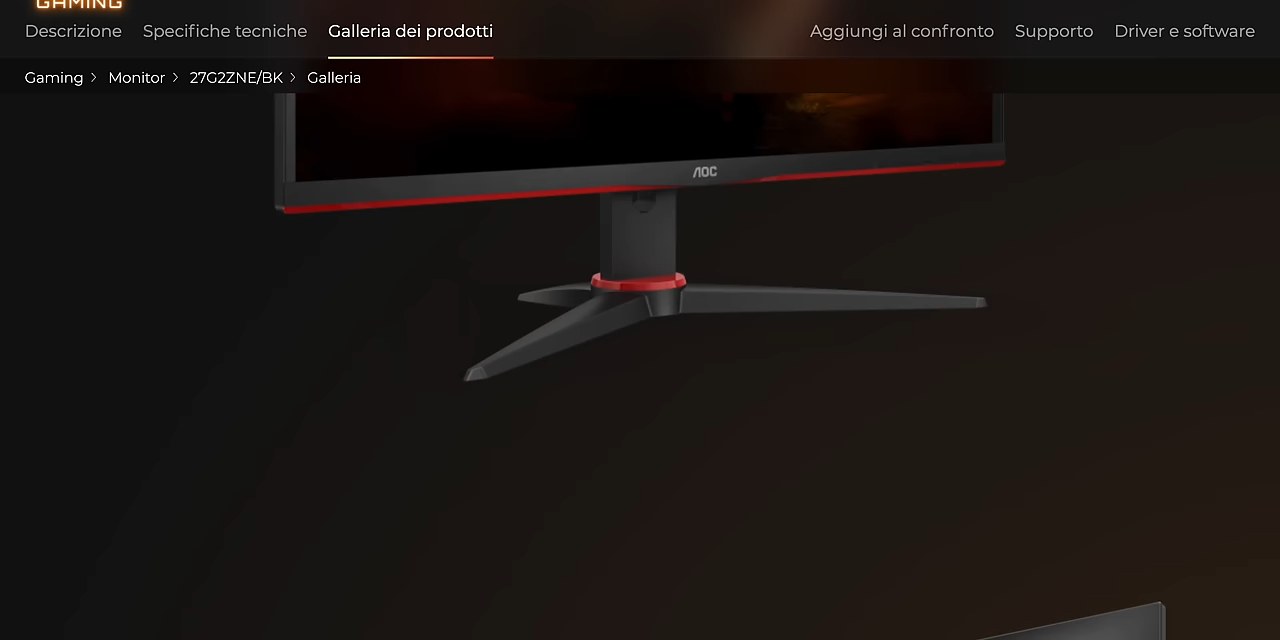 GAMING
Descrizione Specifiche tecniche Galleria dei prodotti Aggiungi al confronto Supporto Driver e software
Gaming > Monitor > 27G2ZNE/BK > Galleria
AOC